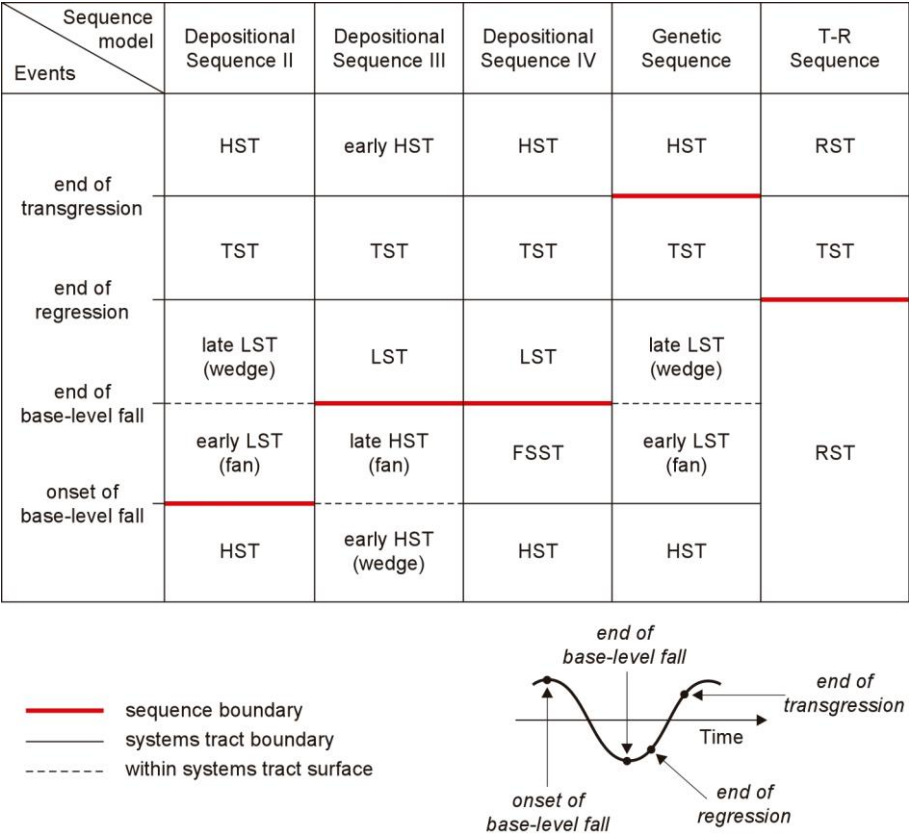 Sequence
model
Events
Depositional
Sequence II
Depositional
Sequence III
Depositional
Sequence IV
Genetic
Sequence
T-R
Sequence
HST
early HST
HST
HST
RST
end of
transgression
TST
TST
TST
TST
TST
end of
regression
late LST
(wedge)
LST
LST
late LST
(wedge)
end of
base-level fall
early LST
(fan)
late HST
(fan)
FSST
early LST
(fan)
RST
onset of
base-level fall
HST
early HST
(wedge)
HST
HST
sequence boundary
systems tract boundary
within systems tract surface
end of
base-level fall
end of
transgression
Time
onset of
base-level fall
end of
regression